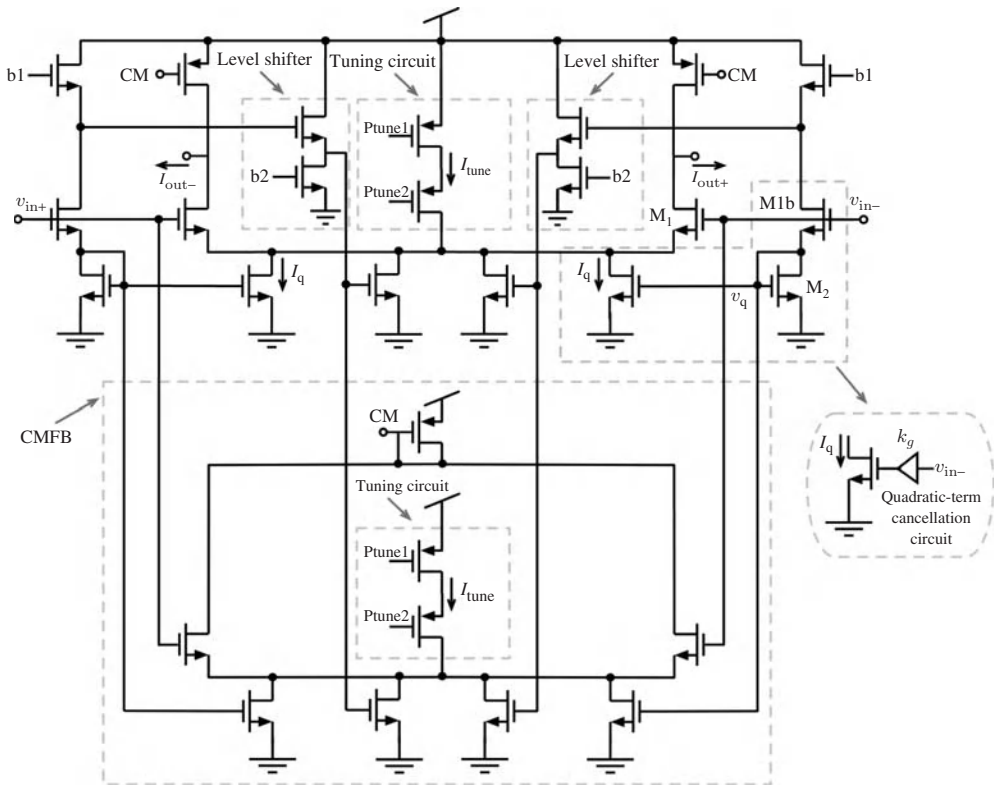 Level shifter
Tuning circuit
Level shifter
b1
CM
CM
b1
Ptune1
I_tune
b2
Ptune2
b2
I_out−
I_out+
v_in+
M_1
M1b
v_in−
I_q
I_q
v_q
M_2
CMFB
CM
I_q
k_g
v_in−
Quadratic-term
cancellation
circuit
Tuning circuit
Ptune1
I_tune
Ptune2